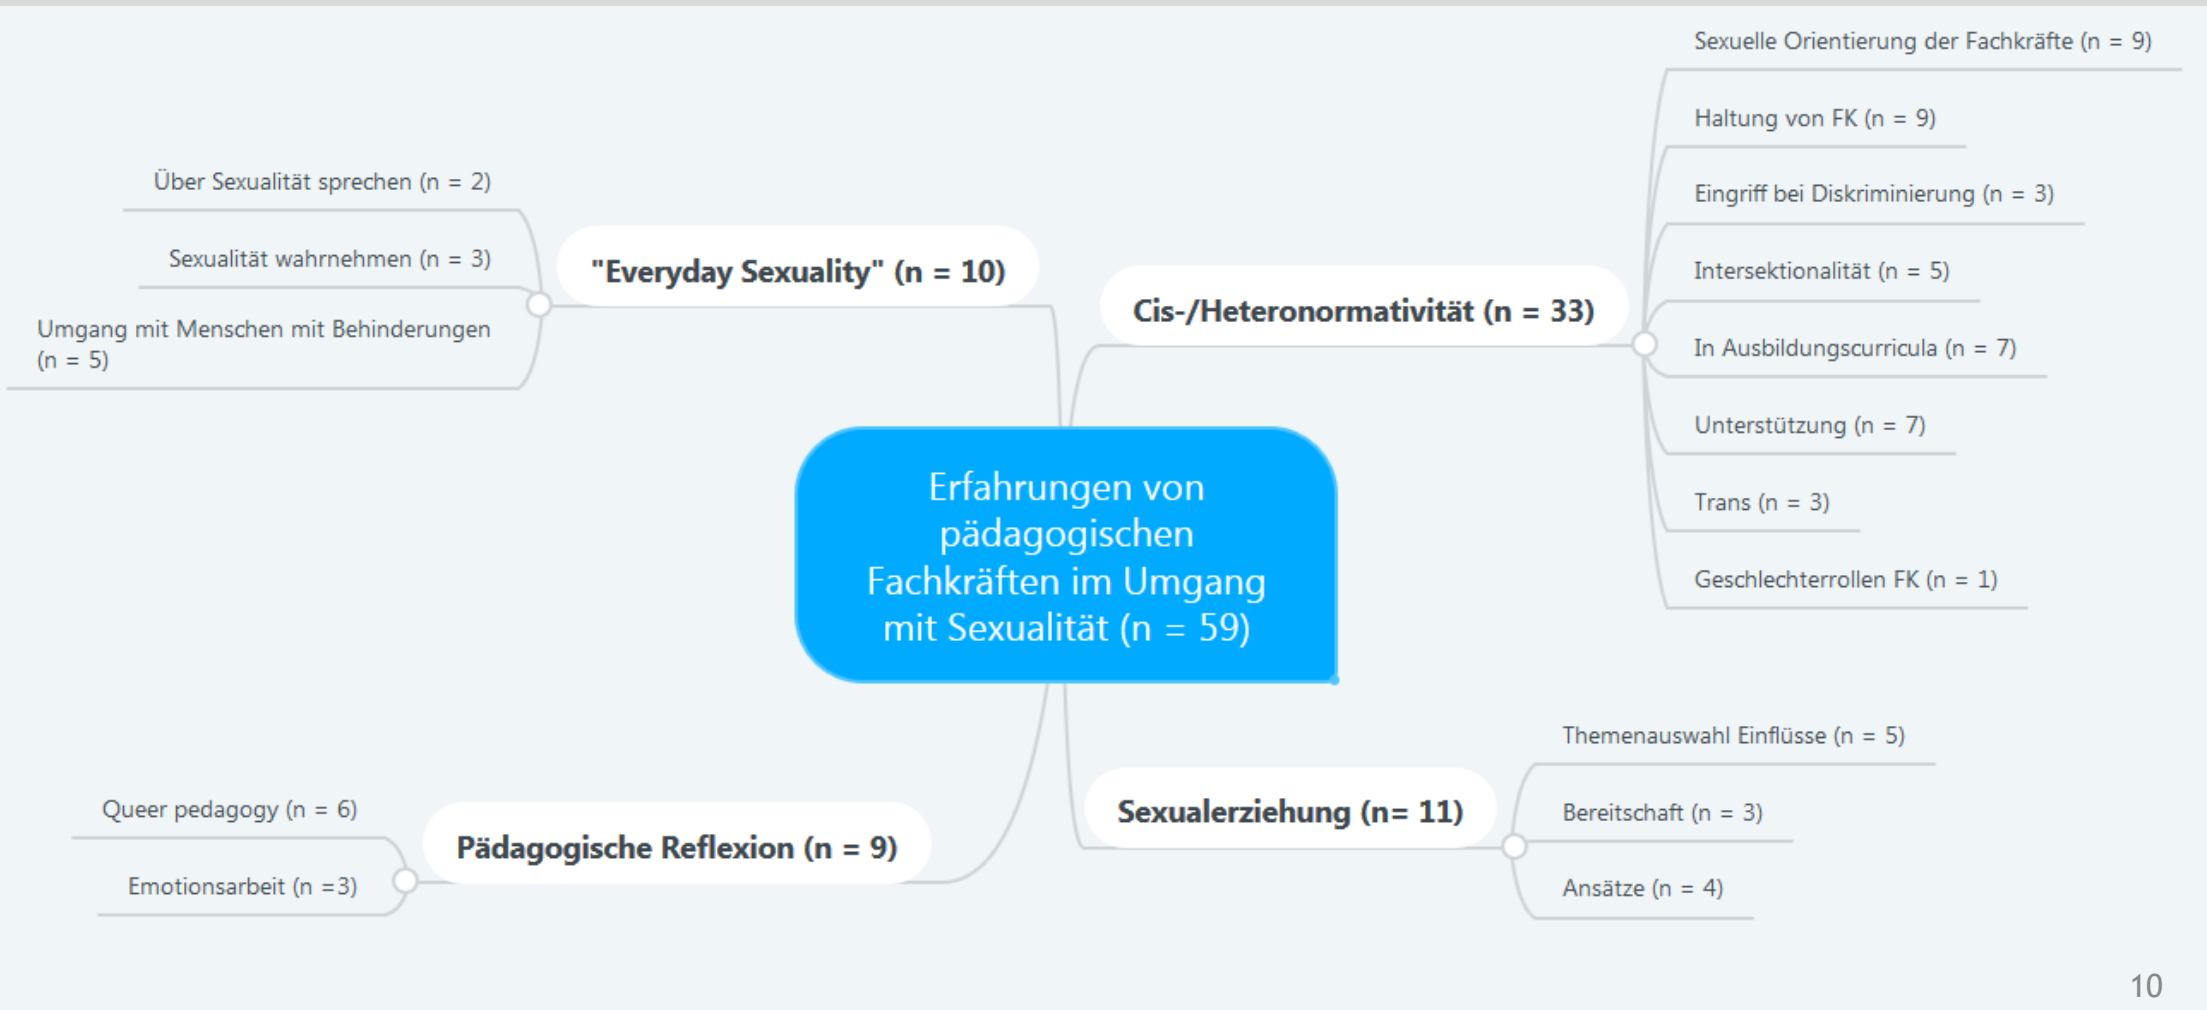 Über Sexualität sprechen (n = 2)
Sexualität wahrnehmen (n = 3)
Umgang mit Menschen mit Behinderungen
(n = 5)
"Everyday Sexuality" (n = 10)
Cis-/Heteronormativität (n = 33)
Sexuelle Orientierung der Fachkräfte (n = 9)
Haltung von FK (n = 9)
Eingriff bei Diskriminierung (n = 3)
Intersektionalität (n = 5)
In Ausbildungscurricula (n = 7)
Unterstützung (n = 7)
Trans (n = 3)
Geschlechterrollen FK (n = 1)
Erfahrungen von
pädagogischen
Fachkräften im Umgang
mit Sexualität (n = 59)
Queer pedagogy (n = 6)
Emotionsarbeit (n =3)
Pädagogische Reflexion (n = 9)
Sexualerziehung (n= 11)
Themenauswahl Einflüsse (n = 5)
Bereitschaft (n = 3)
Ansätze (n = 4)
10